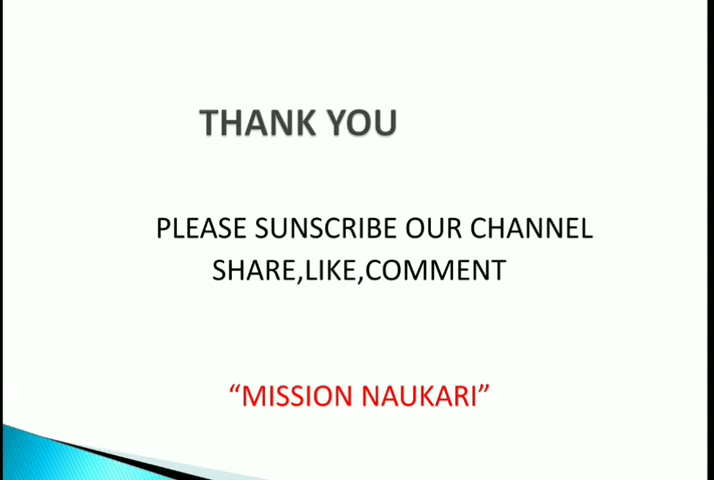 THANK YOU
PLEASE SUNSCRIBE OUR CHANNEL
SHARE,LIKE,COMMENT
“MISSION NAUKARI”